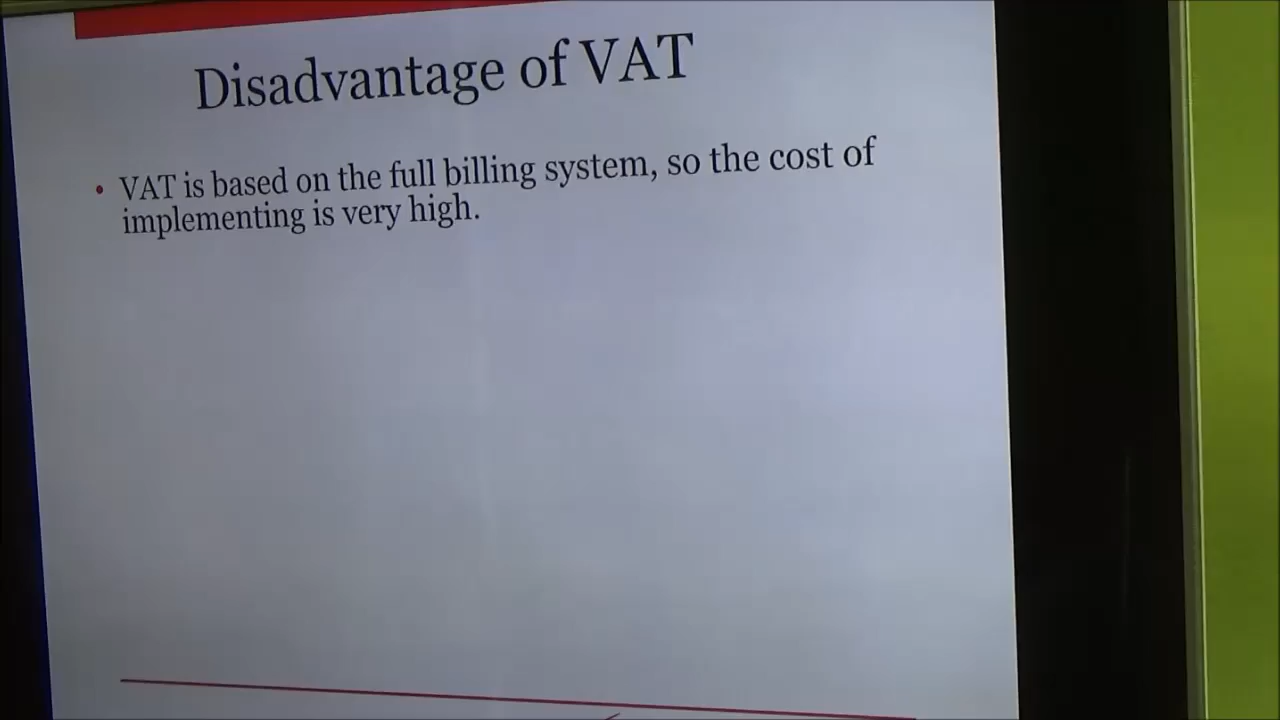 Disadvantage of VAT
• VAT is based on the full billing system, so the cost of
implementing is very high.